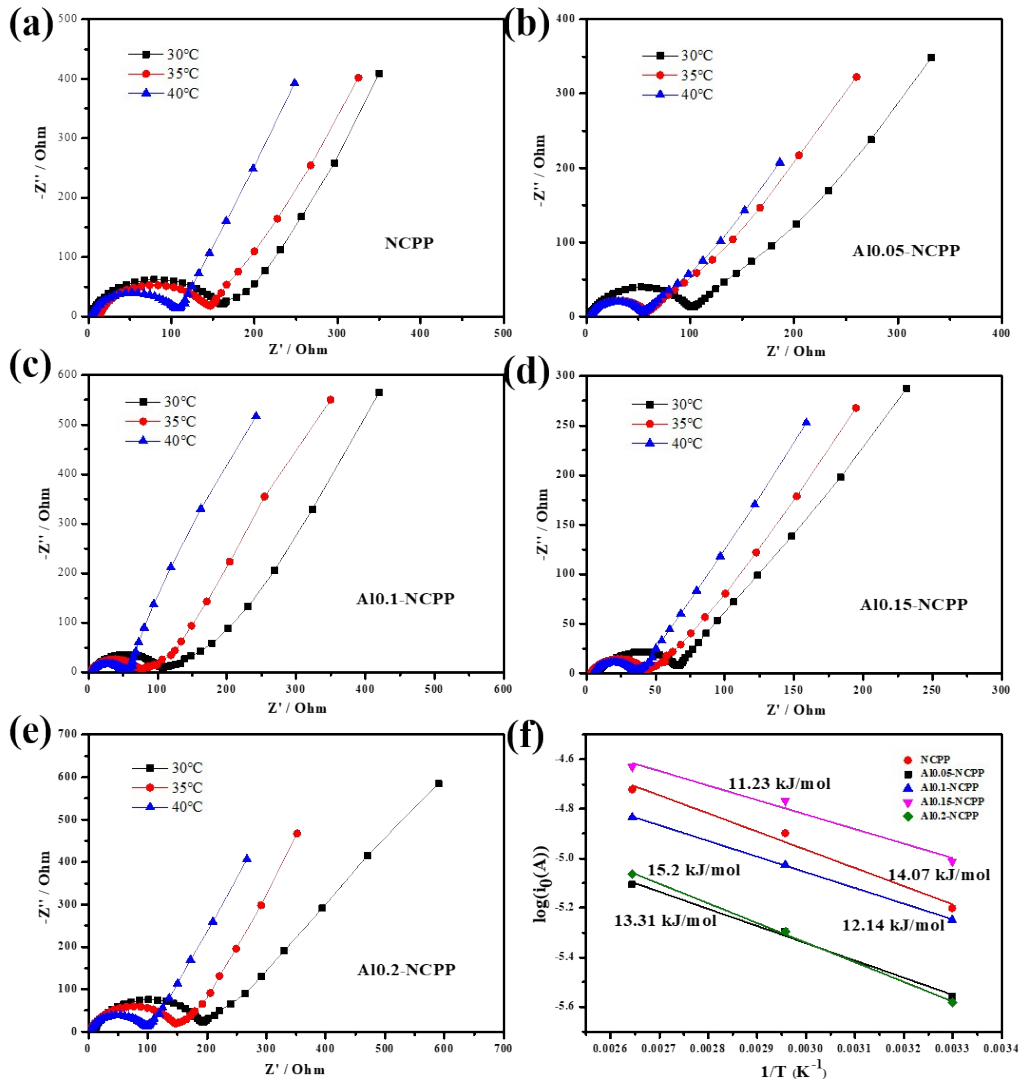 (a)
500
400
300
200
100
0
-Z'' / Ohm
30℃
35℃
40℃
NCPP
0 100 200 300 400 500
Z' / Ohm
(b)
400
350
300
250
200
150
100
50
0
-Z'' / Ohm
30℃
35℃
40℃
Al0.05-NCPP
0 100 200 300 400
Z' / Ohm
(c)
600
500
400
300
200
100
0
-Z'' / Ohm
30℃
35℃
40℃
Al0.1-NCPP
0 100 200 300 400 500 600
Z' / Ohm
(d)
300
250
200
150
100
50
0
-Z'' / Ohm
30℃
35℃
40℃
Al0.15-NCPP
0 50 100 150 200 250 300
Z' / Ohm
(e)
700
600
500
400
300
200
100
0
-Z'' / Ohm
30℃
35℃
40℃
Al0.2-NCPP
0 100 200 300 400 500 600 700
Z' / Ohm
(f)
-4.6
-4.8
-5.0
-5.2
-5.4
-5.6
log(i0(A))
NCPP
Al0.05-NCPP
Al0.1-NCPP
Al0.15-NCPP
Al0.2-NCPP
11.23 kJ/mol
15.2 kJ/mol
14.07 kJ/mol
13.31 kJ/mol
12.14 kJ/mol
0.0026 0.0027 0.0028 0.0029 0.0030 0.0031 0.0032 0.0033 0.0034
1/T (K⁻¹)